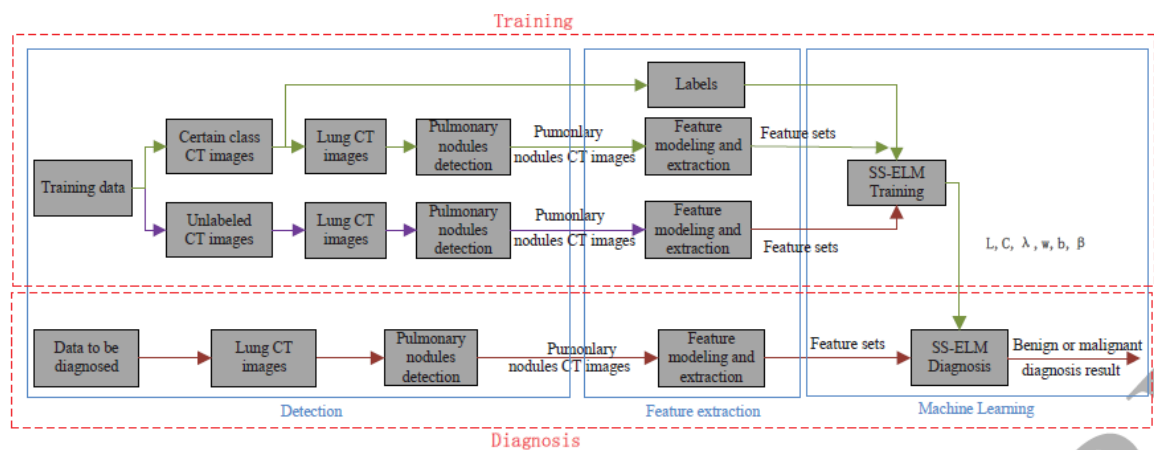 Training
Labels
Certain class
CT images
Lung CT
images
Pulmonary
nodules
detection
Pumonlary
nodules CT images
Feature
modeling and
extraction
Feature sets
Training data
SS-ELM
Training
Unlabeled
CT images
Lung CT
images
Pulmonary
nodules
detection
Pumonlary
nodules CT images
Feature
modeling and
extraction
Feature sets
L, C, λ, w, b, β
Data to be
diagnosed
Lung CT
images
Pulmonary
nodules
detection
Pumonlary
nodules CT images
Feature
modeling and
extraction
Feature sets
SS-ELM
Diagnosis
Benign or malignant
diagnosis result
Detection
Feature extraction
Machine Learning
Diagnosis